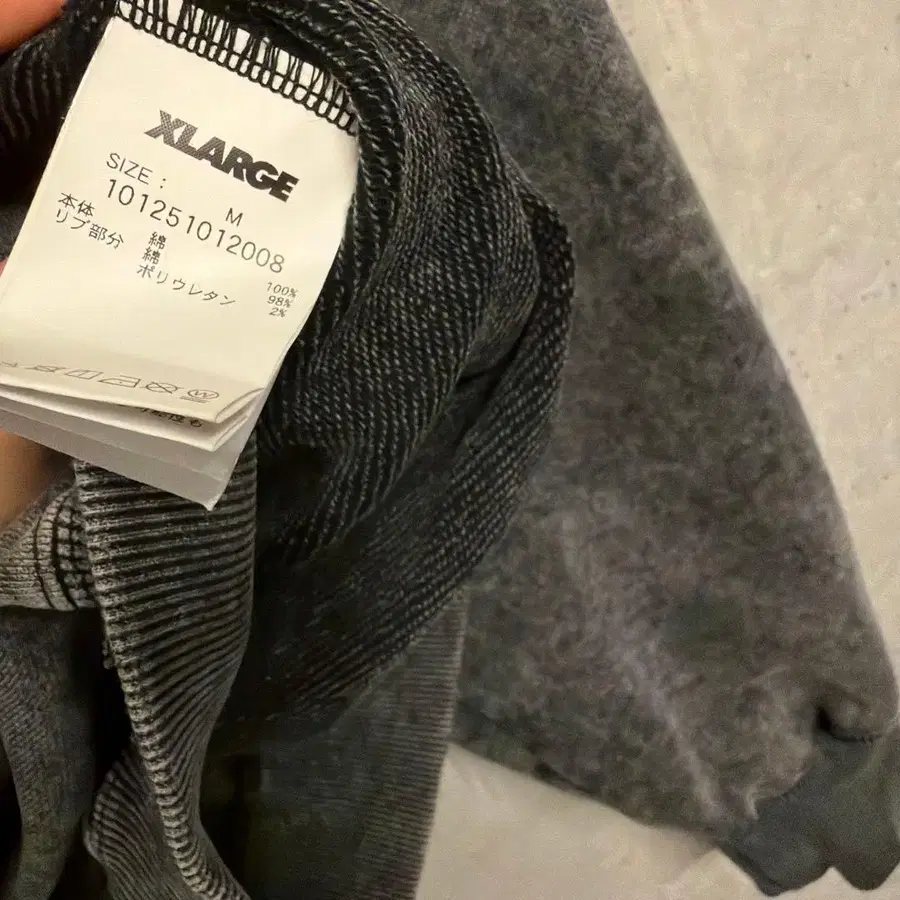 XLARGE
SIZE : M
101251012008
本体 綿 100%
リブ部分 綿 98%
ポリウレタン 2%